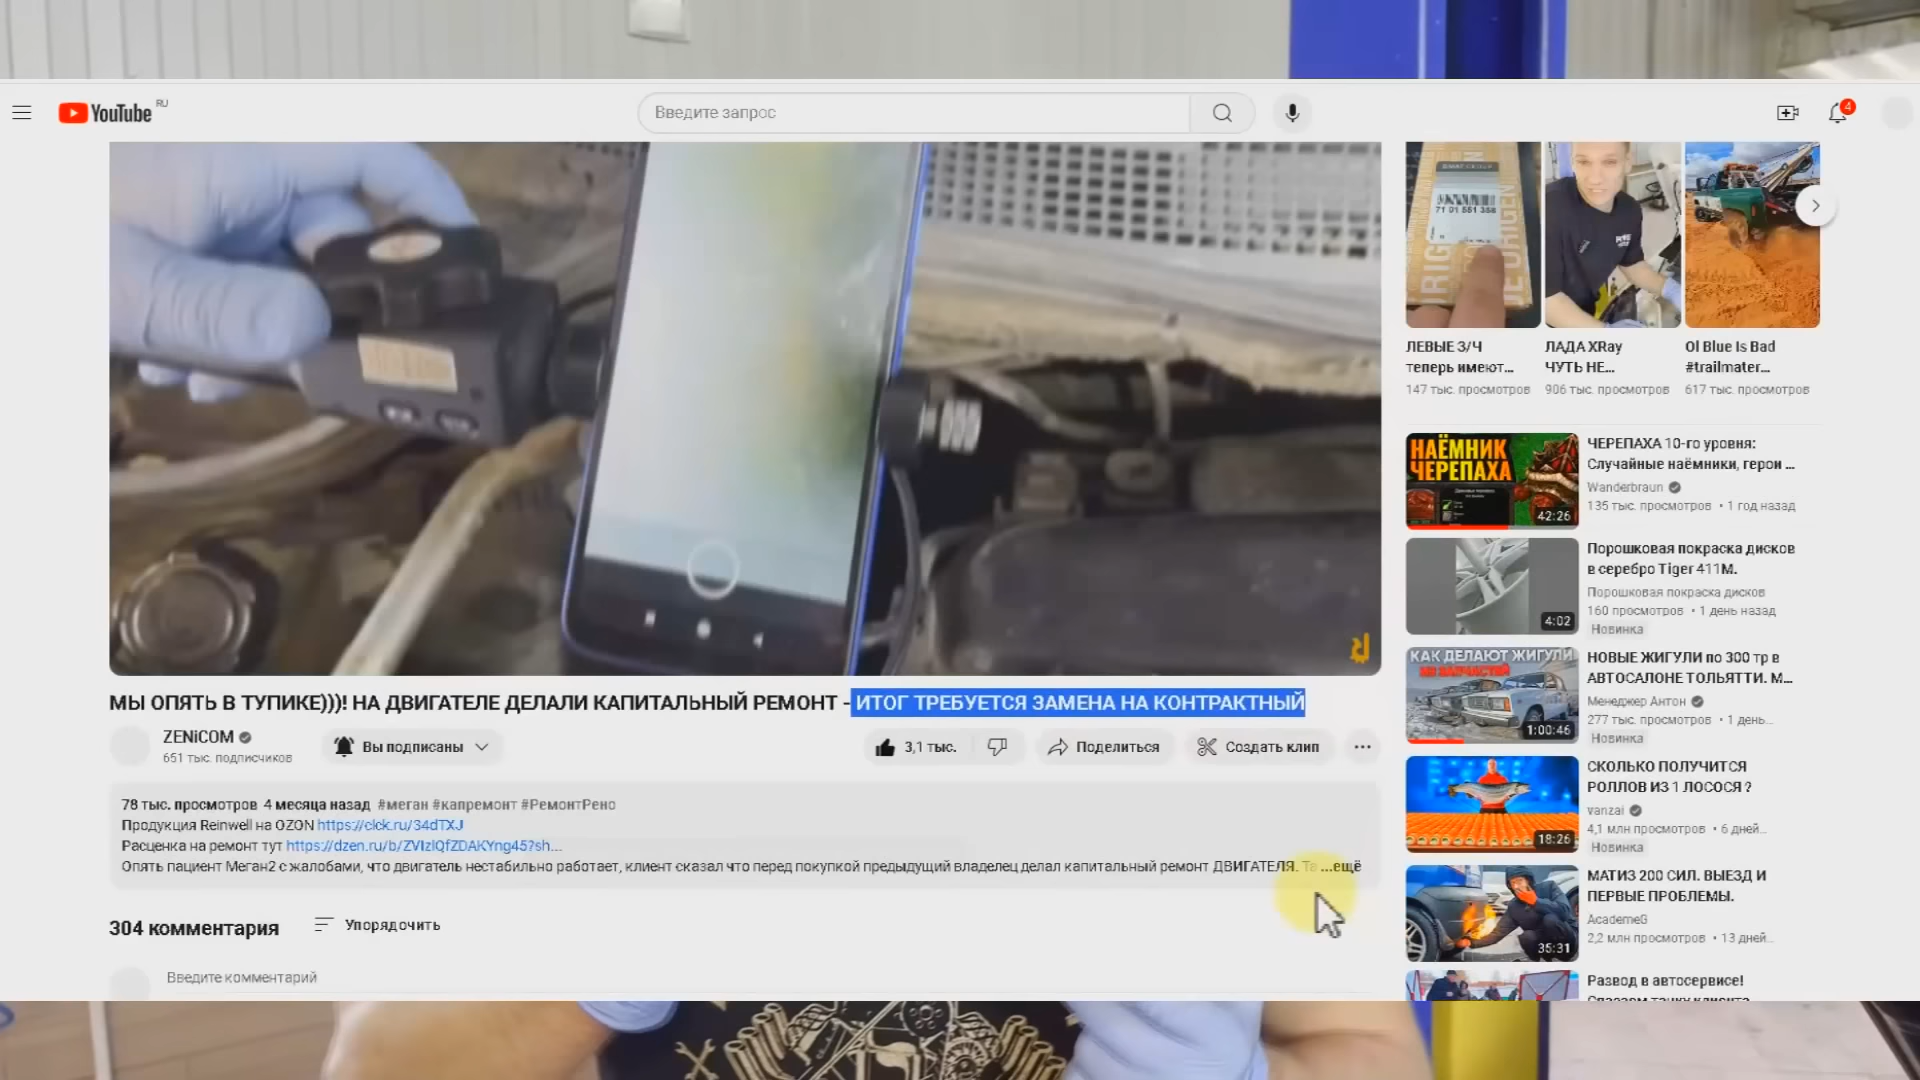 YouTube RU
Введите запрос
4
71 01 551 356
ЛЕВЫЕ З/Ч
теперь имеют...
147 тыс. просмотров
ЛАДА XRay
ЧУТЬ НЕ...
906 тыс. просмотров
Ol Blue Is Bad
#trailmater...
617 тыс. просмотров
МЫ ОПЯТЬ В ТУПИКЕ)))! НА ДВИГАТЕЛЕ ДЕЛАЛИ КАПИТАЛЬНЫЙ РЕМОНТ - ИТОГ ТРЕБУЕТСЯ ЗАМЕНА НА КОНТРАКТНЫЙ
ZENiCOM
651 тыс. подписчиков
Вы подписаны
3,1 тыс.
Поделиться
Создать клип
78 тыс. просмотров 4 месяца назад #меган #капремонт #РемонтРено
Продукция Reinwell на OZON https://clck.ru/34dTXJ
Расценка на ремонт тут https://dzen.ru/b/ZVIzlQfZDAKYng45?sh...
Опять пациент Меган2 с жалобами, что двигатель нестабильно работает, клиент сказал что перед покупкой предыдущий владелец делал капитальный ремонт ДВИГАТЕЛЯ. Та ...ещё
304 комментария
Упорядочить
Введите комментарий
НАЁМНИК
ЧЕРЕПАХА
42:26
ЧЕРЕПАХА 10-го уровня:
Случайные наёмники, герои ...
Wanderbraun
135 тыс. просмотров • 1 год назад
4:02
Порошковая покраска дисков
в серебро Tiger 411M.
Порошковая покраска дисков
160 просмотров • 1 день назад
Новинка
КАК ДЕЛАЮТ ЖИГУЛИ
ИЗ ЗАПЧАСТЕЙ
1:00:46
НОВЫЕ ЖИГУЛИ по 300 тр в
АВТОСАЛОНЕ ТОЛЬЯТТИ. М...
Менеджер Антон
277 тыс. просмотров • 1 день...
Новинка
18:26
СКОЛЬКО ПОЛУЧИТСЯ
РОЛЛОВ ИЗ 1 ЛОСОСЯ ?
vanzai
4,1 млн просмотров • 6 дней...
Новинка
35:31
МАТИЗ 200 СИЛ. ВЫЕЗД И
ПЕРВЫЕ ПРОБЛЕМЫ.
AcademeG
2,2 млн просмотров • 13 дней...
Развод в автосервисе!